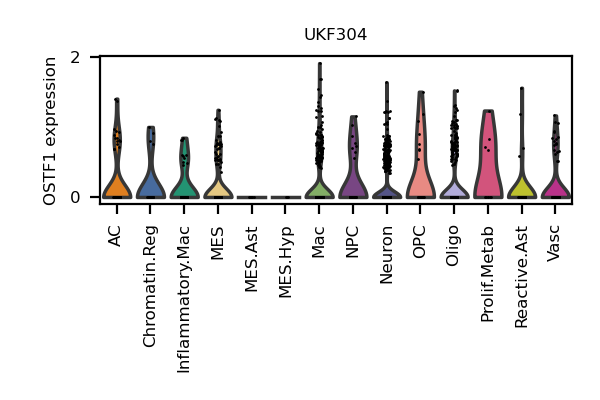 UKF304
OSTF1 expression
2
0
AC
Chromatin.Reg
Inflammatory.Mac
MES
MES.Ast
MES.Hyp
Mac
NPC
Neuron
OPC
Oligo
Prolif.Metab
Reactive.Ast
Vasc